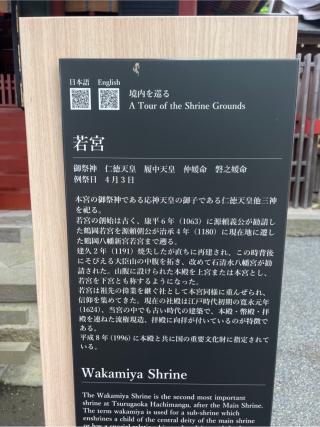 日本語 English
境内を巡る
A Tour of the Shrine Grounds
若宮
御祭神 仁徳天皇 履中天皇 仲媛命 磐之媛命
例祭日 4月3日
本宮の御祭神である応神天皇の御子である仁徳天皇他三神
を祀る。
若宮の創始は古く、康平6年（1063）に源頼義公が勧請し
た鶴岡若宮を源頼朝公が治承4年（1180）に現在地に遷し
た鶴岡八幡新宮若宮まで遡る。
建久2年（1191）焼失したが直ちに再建され、この時背後
にそびえる大臣山の中腹を拓き、改めて石清水八幡宮が勧
請された。山腹に設けられた本殿を上宮または本宮とし、
若宮を下宮とも称するようになった。
若宮は祖先の偉業を継ぐ社として本宮同様に重んぜられ、
信仰を集めてきた。現在の社殿は江戸時代初期の寛永元年
（1624）、当宮の中でも古い時代の建築で、本殿・幣殿・拝
殿を連ねた流権現造、拝殿に向拝が付いているのが特徴であ
る。
平成8年（1996）に本殿と共に国の重要文化財に指定されて
いる。
Wakamiya Shrine
The Wakamiya Shrine is the second most important
shrine at Tsurugaoka Hachimangu, after the Main Shrine.
The term wakamiya is used for a sub-shrine which
enshrines a child of the central deity of the main shrine